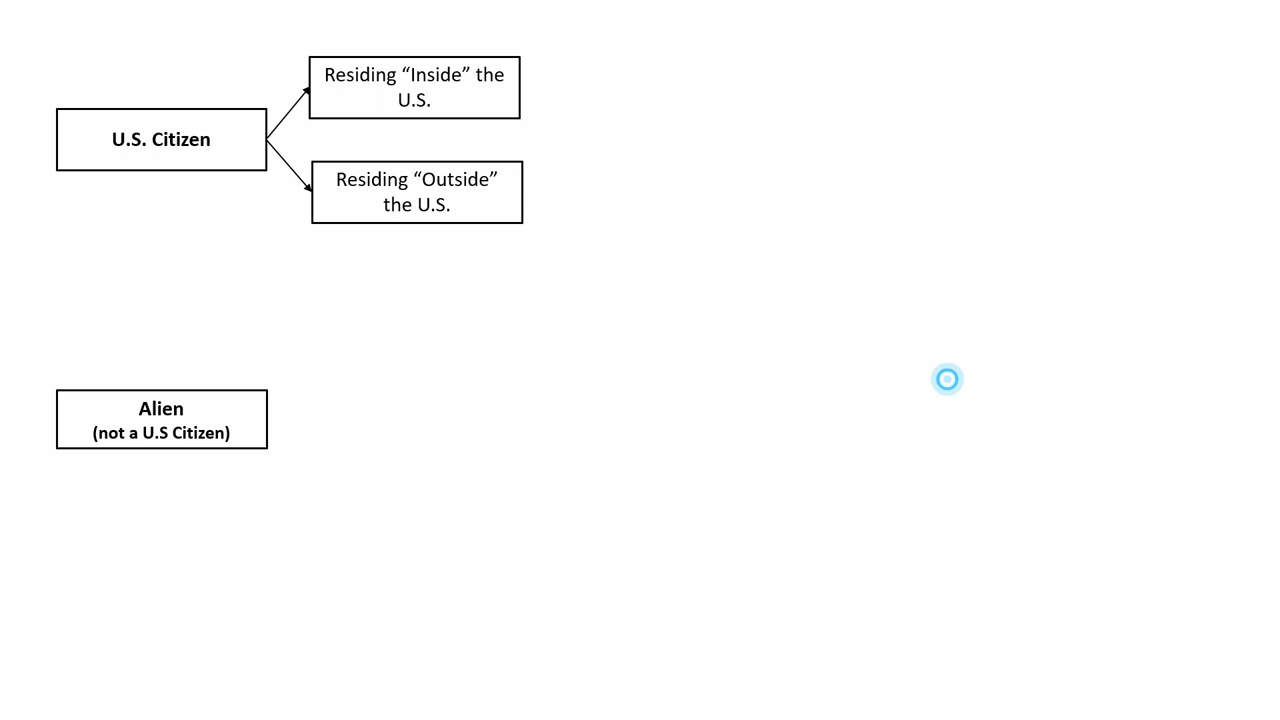 Residing “Inside” the
U.S.
U.S. Citizen
Residing “Outside”
the U.S.
Alien
(not a U.S Citizen)